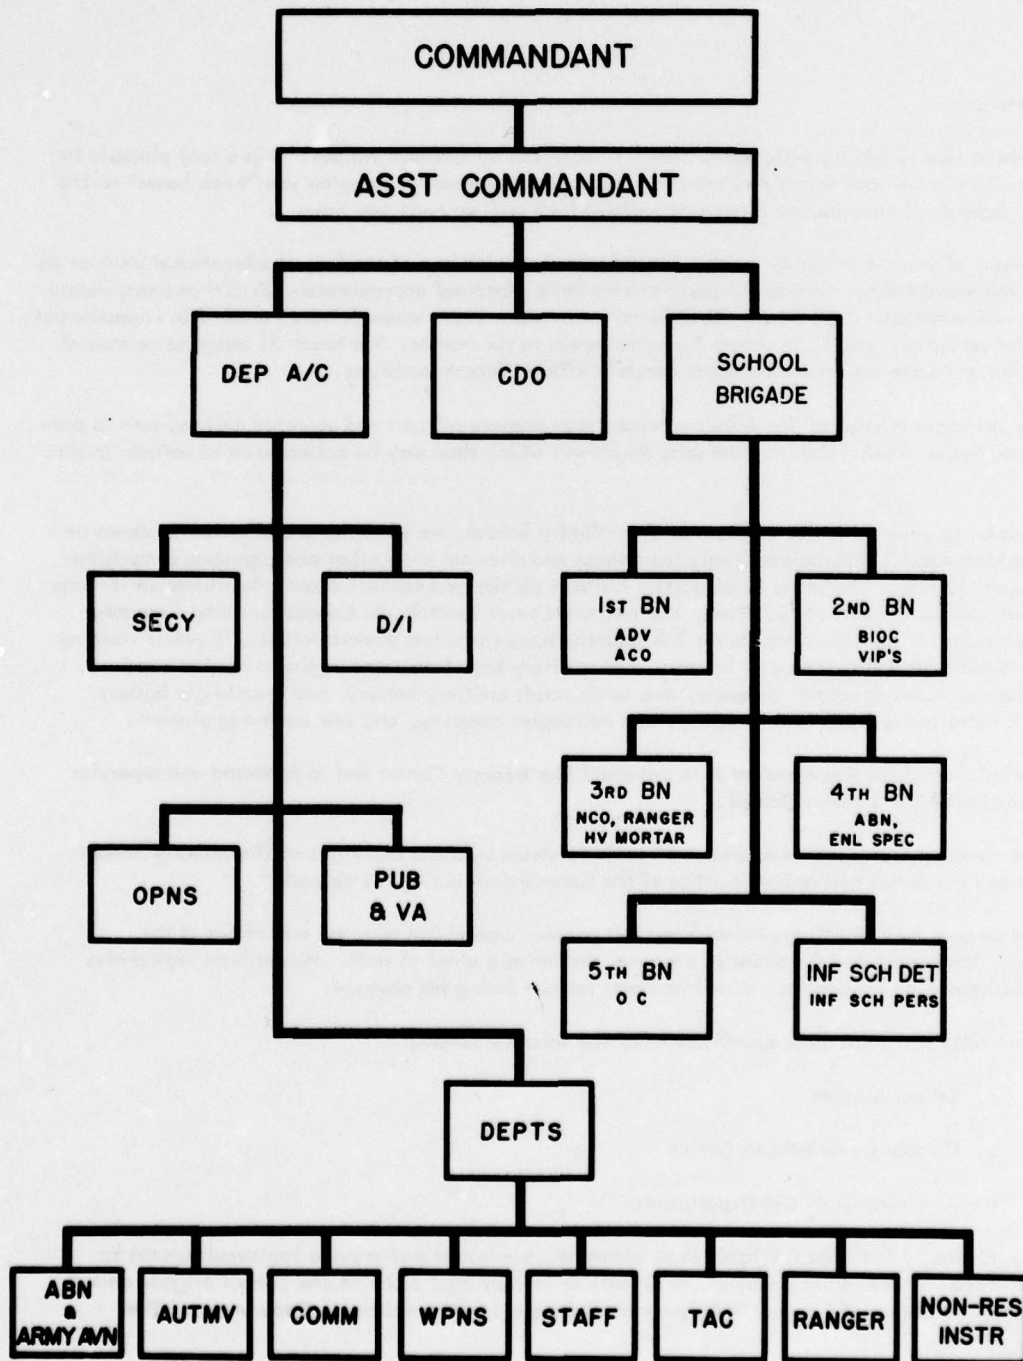 COMMANDANT
ASST COMMANDANT
DEP A/C
CDO
SCHOOL
BRIGADE
SECY
D/I
1ST BN
ADV
ACO
2ND BN
BIOC
VIP'S
3RD BN
NCO, RANGER
HV MORTAR
4TH BN
ABN,
ENL SPEC
OPNS
PUB
& VA
5TH BN
O C
INF SCH DET
INF SCH PERS
DEPTS
ABN
&
ARMY AVN
AUTMV
COMM
WPNS
STAFF
TAC
RANGER
NON-RES
INSTR